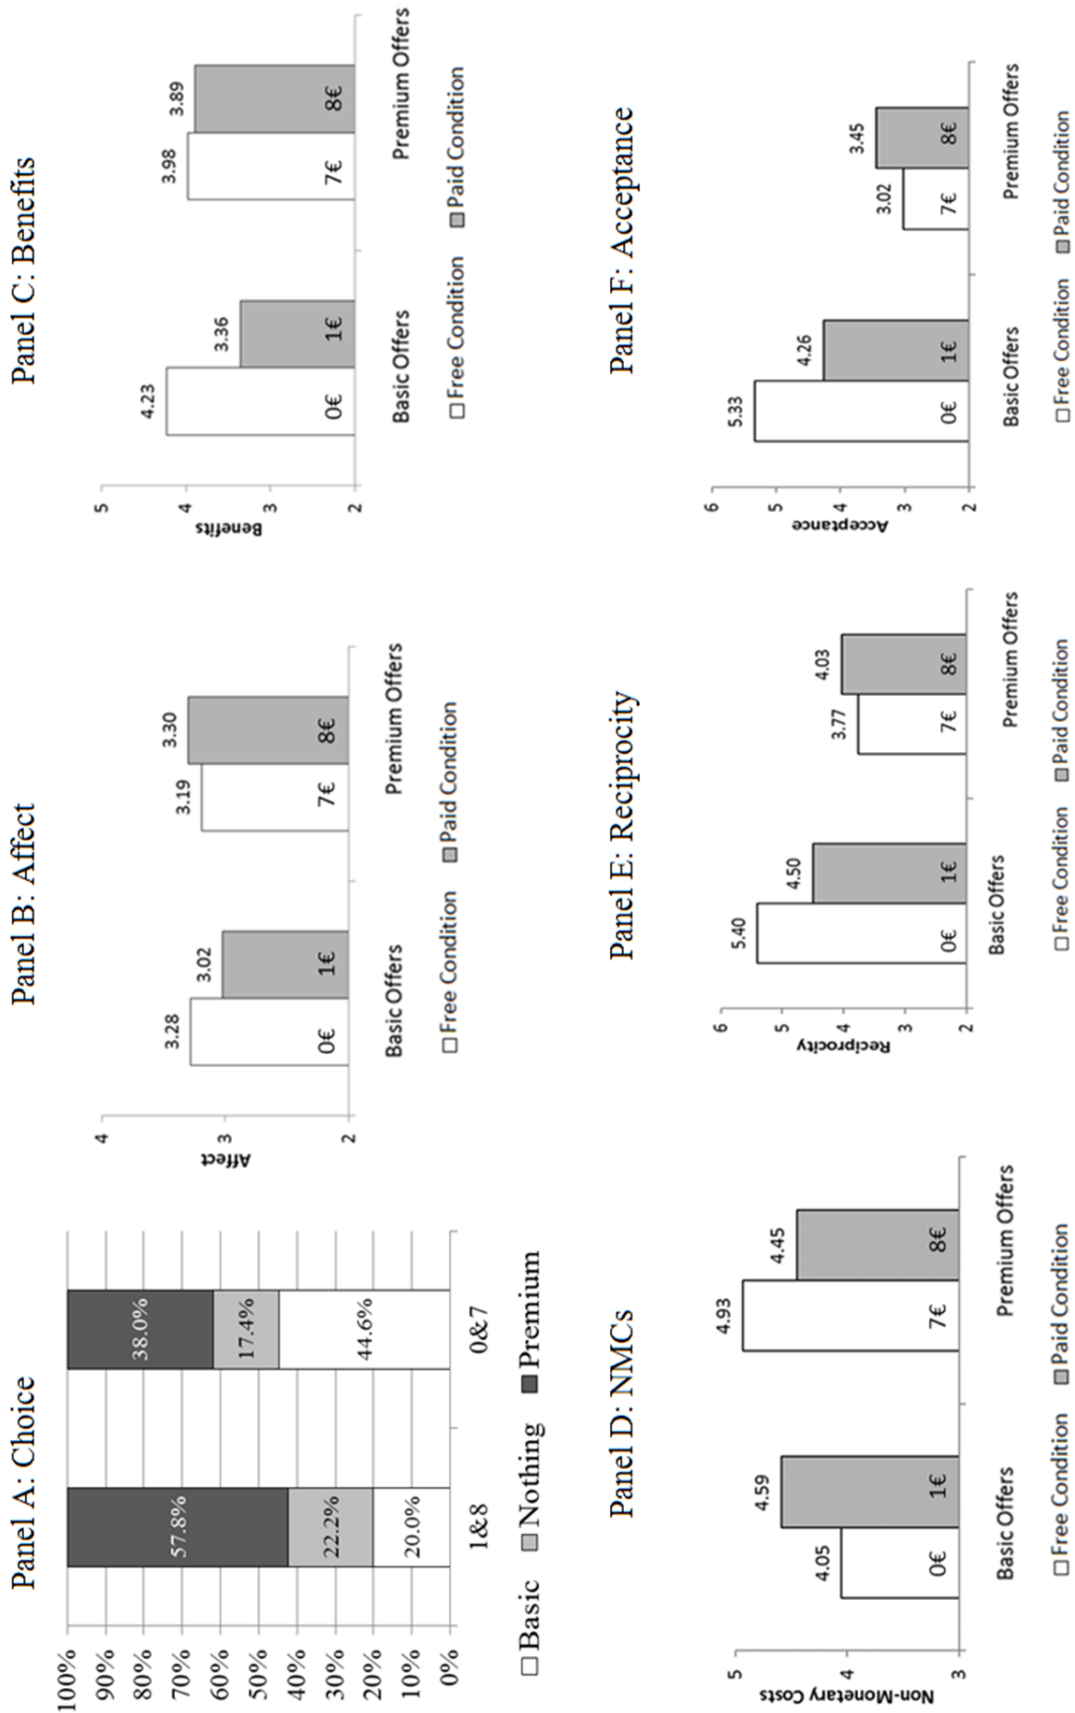 Panel A: Choice
100%
90%
80%
70%
60%
50%
40%
30%
20%
10%
0%
57.8%
22.2%
20.0%
38.0%
17.4%
44.6%
1&8
0&7
Basic Nothing Premium
Panel B: Affect
Affect
4
3
2
3.28
3.02
3.19
3.30
0€ 1€ 7€ 8€
Basic Offers Premium Offers
Free Condition Paid Condition
Panel C: Benefits
Benefits
5
4
3
2
4.23
3.36
3.98
3.89
0€ 1€ 7€ 8€
Basic Offers Premium Offers
Free Condition Paid Condition
Panel D: NMCs
Non-Monetary Costs
5
4
3
4.05
4.59
4.93
4.45
0€ 1€ 7€ 8€
Basic Offers Premium Offers
Free Condition Paid Condition
Panel E: Reciprocity
Reciprocity
6
5
4
3
2
5.40
4.50
3.77
4.03
0€ 1€ 7€ 8€
Basic Offers Premium Offers
Free Condition Paid Condition
Panel F: Acceptance
Acceptance
6
5
4
3
2
5.33
4.26
3.02
3.45
0€ 1€ 7€ 8€
Basic Offers Premium Offers
Free Condition Paid Condition